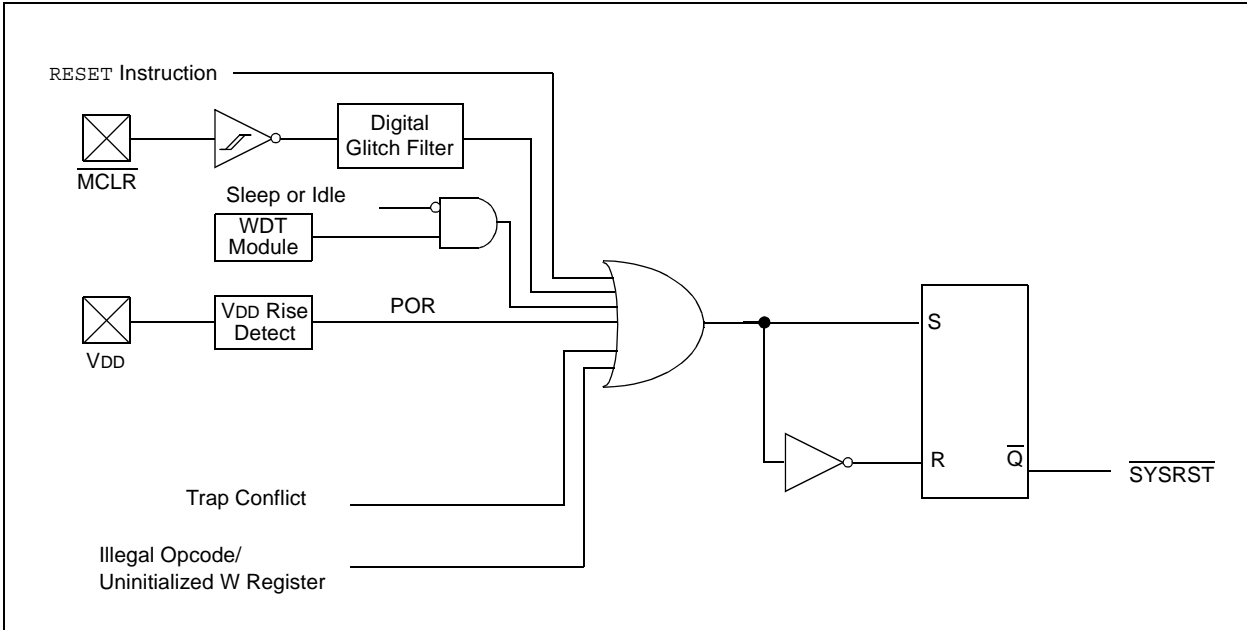 RESET Instruction
Digital
Glitch Filter
MCLR
Sleep or Idle
WDT
Module
VDD Rise
Detect
POR
VDD
S
R
Q
SYSRST
Trap Conflict
Illegal Opcode/
Uninitialized W Register